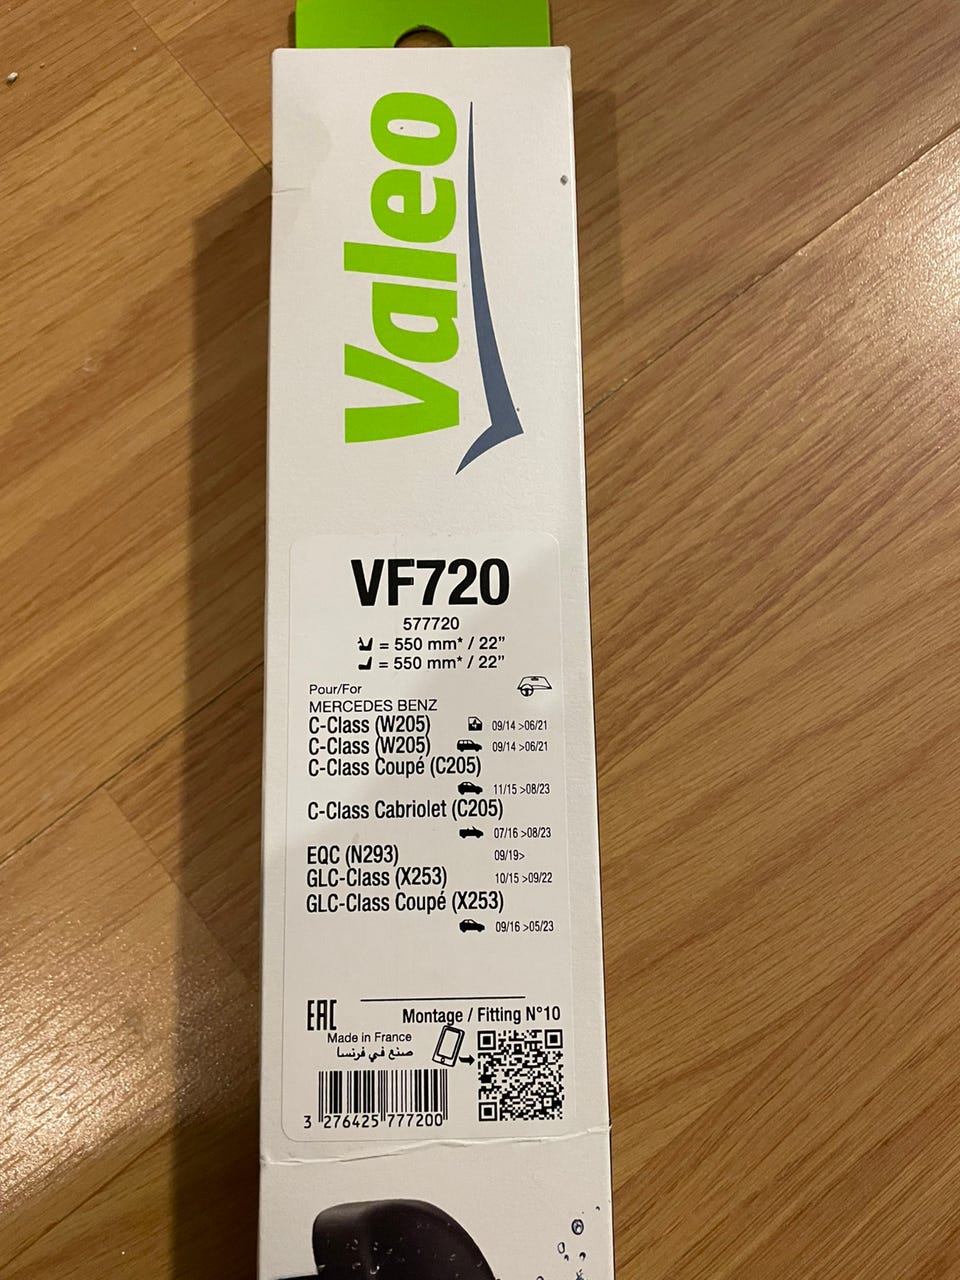 Valeo
VF720
577720
= 550 mm* / 22"
= 550 mm* / 22"
Pour/For
MERCEDES BENZ
C-Class (W205) 09/14 >06/21
C-Class (W205) 09/14 >06/21
C-Class Coupé (C205)
11/15 >08/23
C-Class Cabriolet (C205)
07/16 >08/23
EQC (N293) 09/19>
GLC-Class (X253) 10/15 >09/22
GLC-Class Coupé (X253)
09/16 >05/23
EAC Montage / Fitting N°10
Made in France
صنع في فرنسا
3 276425 777200